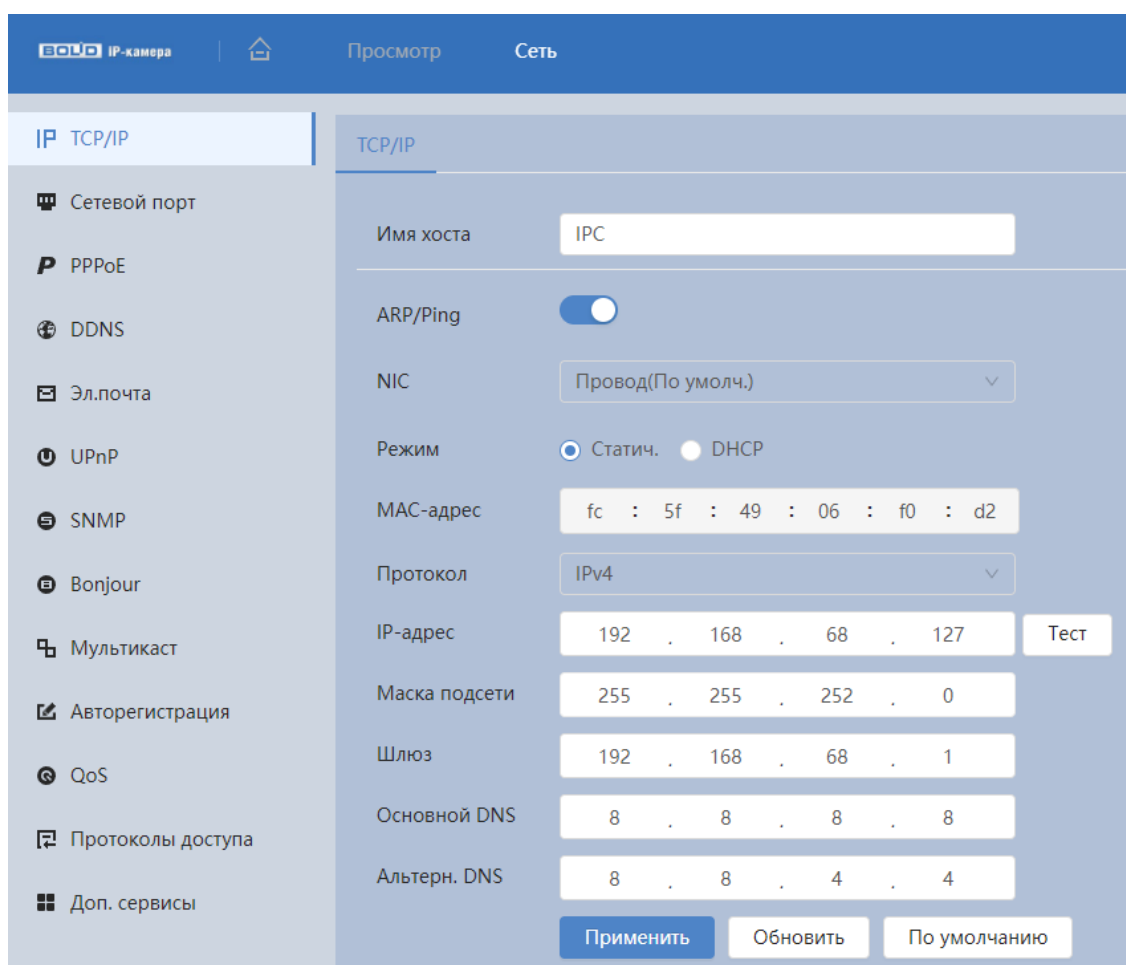 BOLID IP-камера Просмотр Сеть
TCP/IP
Сетевой порт
PPPoE
DDNS
Эл.почта
UPnP
SNMP
Bonjour
Мультикаст
Авторегистрация
QoS
Протоколы доступа
Доп. сервисы
TCP/IP
Имя хоста IPC
ARP/Ping
NIC Провод(По умолч.)
Режим Статич. DHCP
MAC-адрес fc : 5f : 49 : 06 : f0 : d2
Протокол IPv4
IP-адрес 192 . 168 . 68 . 127 Тест
Маска подсети 255 . 255 . 252 . 0
Шлюз 192 . 168 . 68 . 1
Основной DNS 8 . 8 . 8 . 8
Альтерн. DNS 8 . 8 . 4 . 4
Применить Обновить По умолчанию